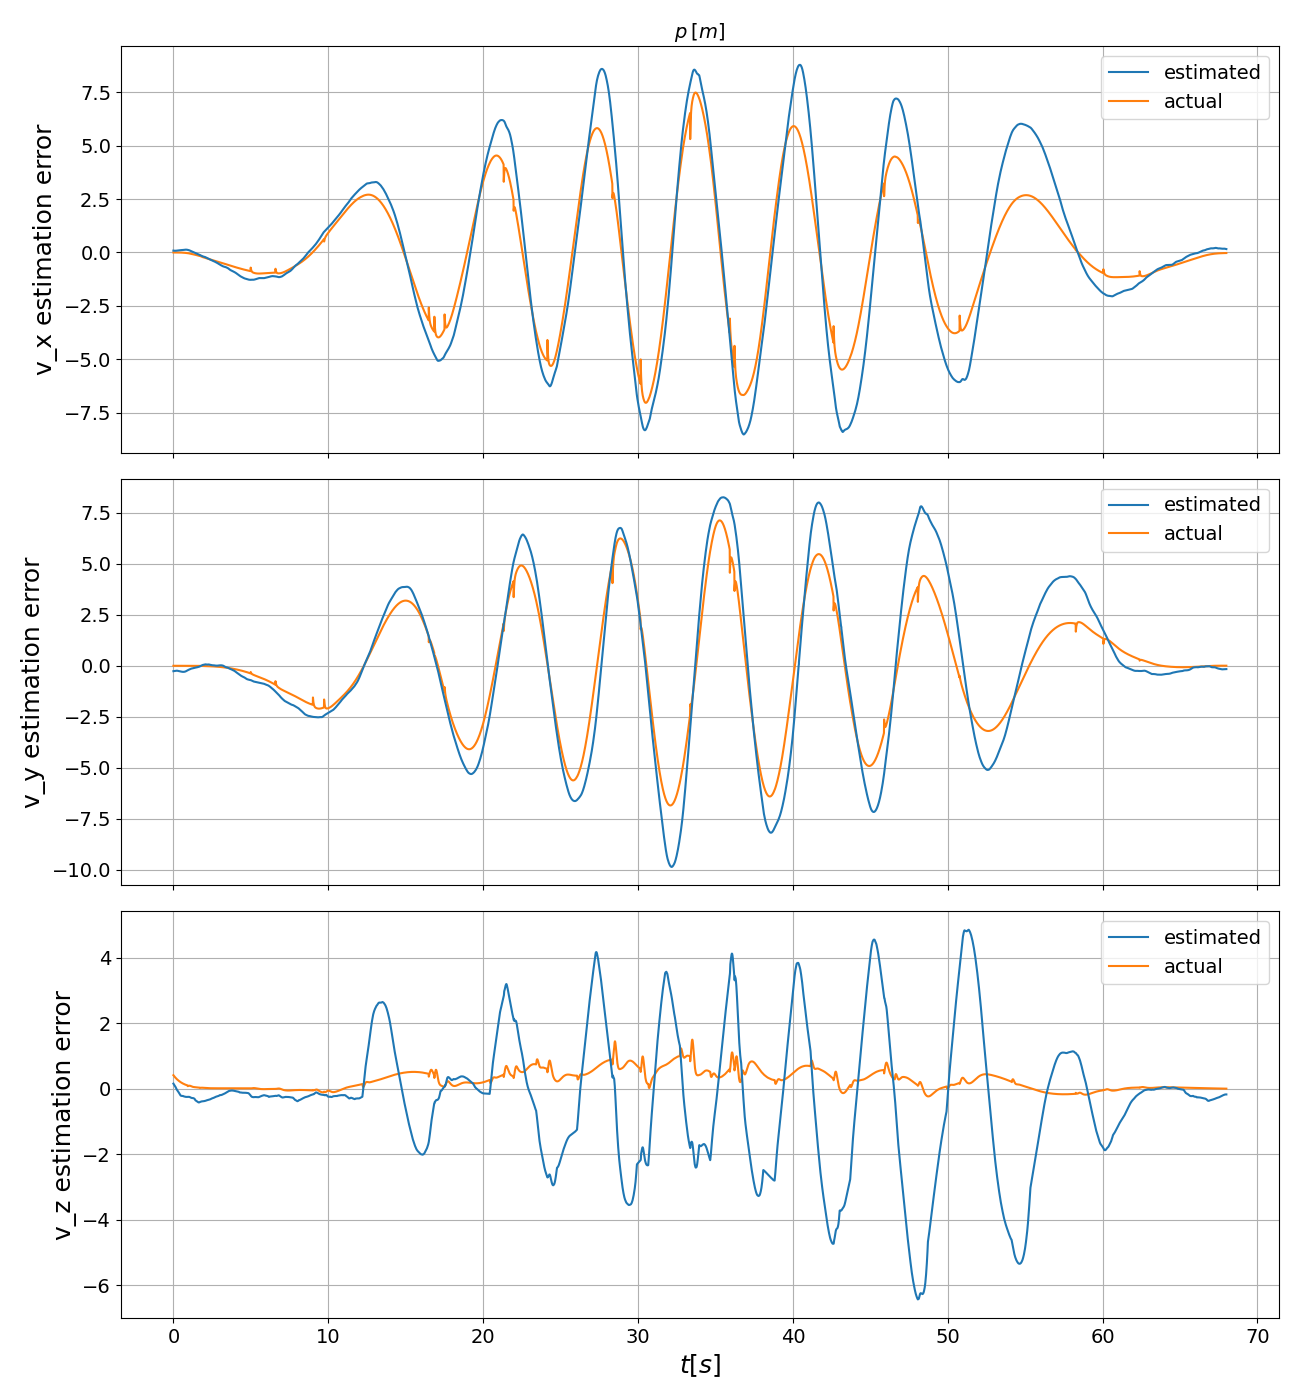 p [m]
v_x estimation error
7.5
5.0
2.5
0.0
−2.5
−5.0
−7.5
estimated
actual
v_y estimation error
7.5
5.0
2.5
0.0
−2.5
−5.0
−7.5
−10.0
estimated
actual
v_z estimation error
4
2
0
−2
−4
−6
estimated
actual
0 10 20 30 40 50 60 70
t[s]